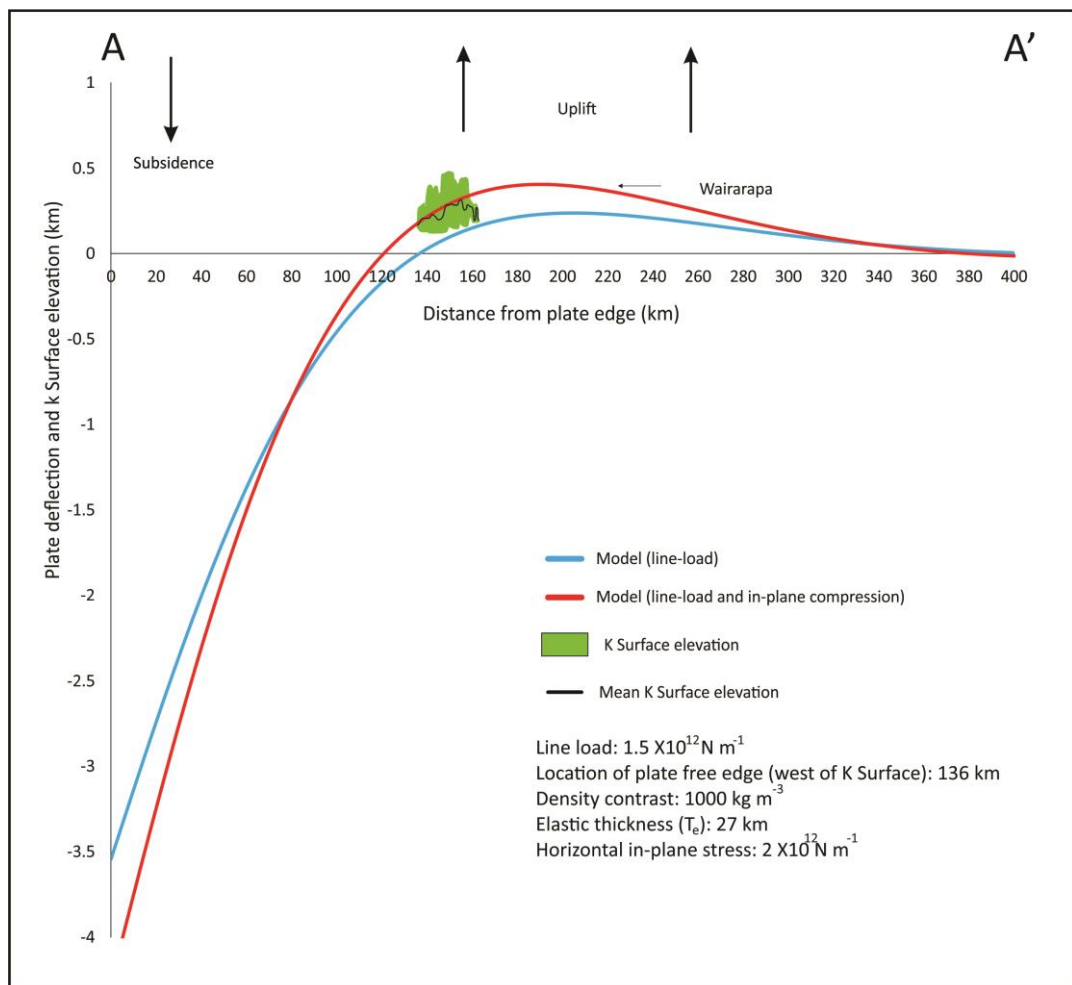 A
A’
1
Uplift
Subsidence
0.5
Wairarapa
0
0 20 40 60 80 100 120 140 160 180 200 220 240 260 280 300 320 340 360 380 400
Distance from plate edge (km)
Plate deflection and k Surface elevation (km)
-0.5
-1
-1.5
-2
-2.5
-3
-3.5
-4
Model (line-load)
Model (line-load and in-plane compression)
K Surface elevation
Mean K Surface elevation
Line load: 1.5 X10¹² N m⁻¹
Location of plate free edge (west of K Surface): 136 km
Density contrast: 1000 kg m⁻³
Elastic thickness (Tₑ): 27 km
Horizontal in-plane stress: 2 X10¹² N m⁻¹